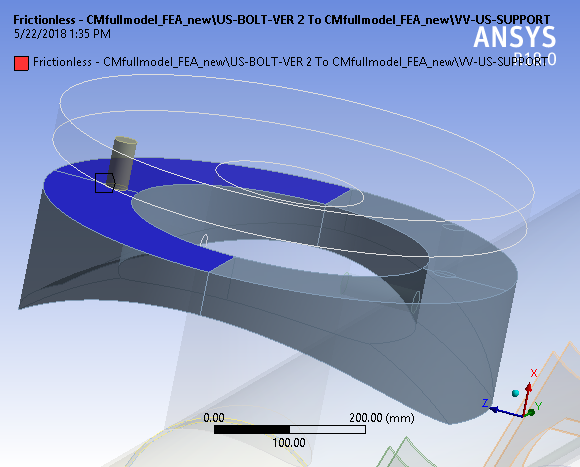 Frictionless - CMfullmodel_FEA_new\US-BOLT-VER 2 To CMfullmodel_FEA_new\VV-US-SUPPORT
5/22/2018 1:35 PM
ANSYS
Frictionless - CMfullmodel_FEA_new\US-BOLT-VER 2 To CMfullmodel_FEA_new\VV-US-SUPPORT
X
Z
Y
0.00
200.00 (mm)
100.00